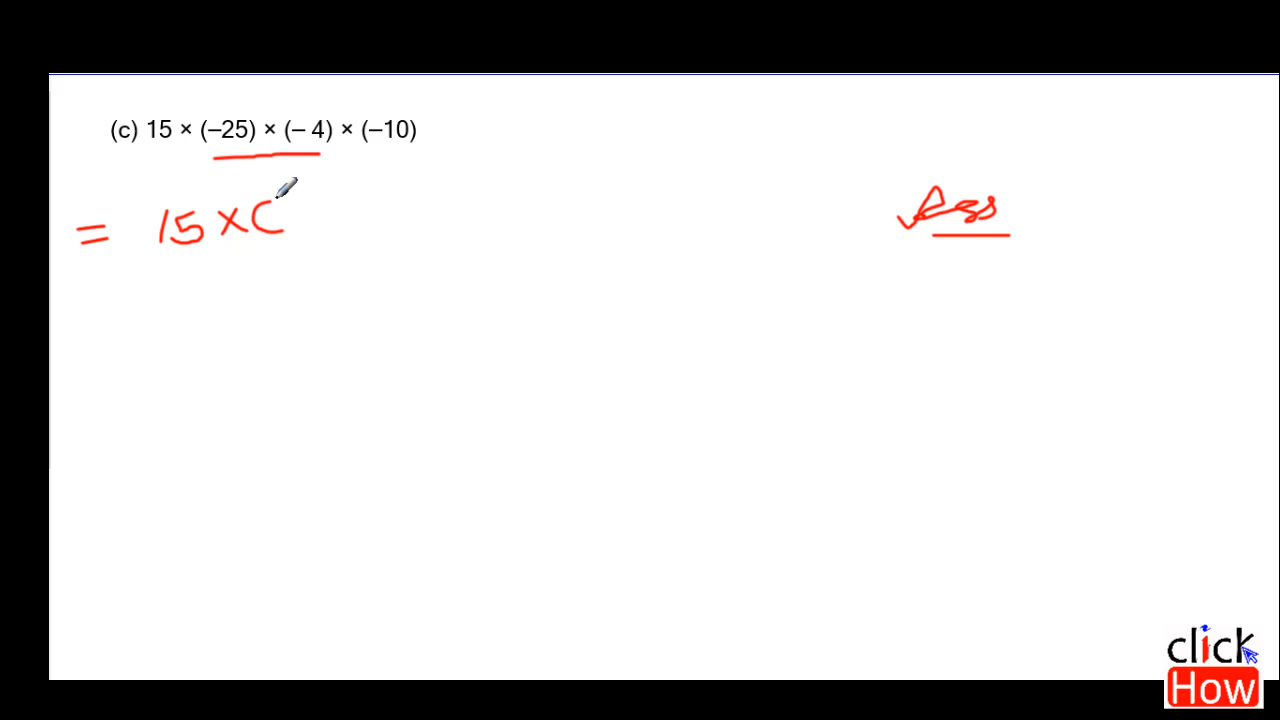 (c) 15 × (–25) × (– 4) × (–10)
= 15 × (
click
How